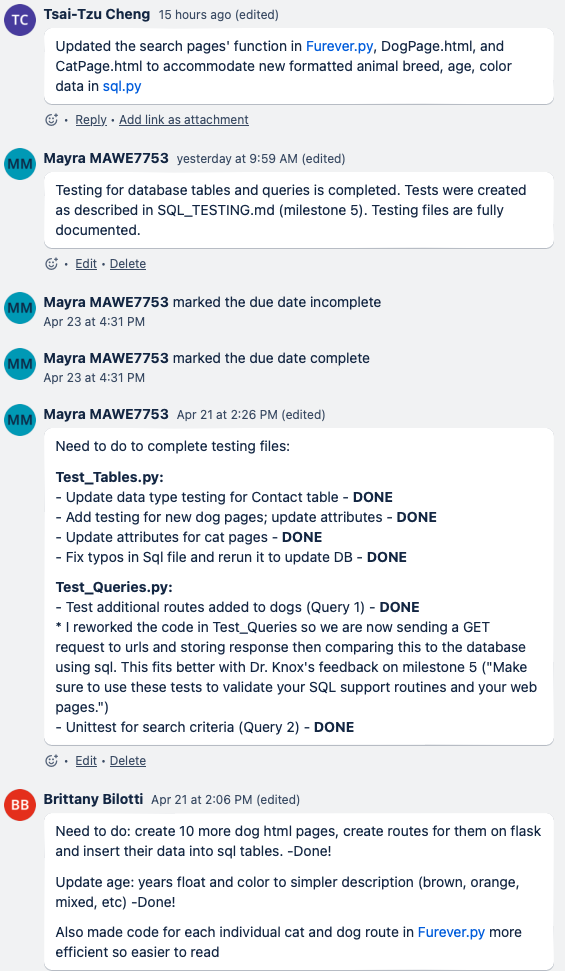 TC
Tsai-Tzu Cheng 15 hours ago (edited)
Updated the search pages' function in Furever.py, DogPage.html, and
CatPage.html to accommodate new formatted animal breed, age, color
data in sql.py
• Reply • Add link as attachment
MM
Mayra MAWE7753 yesterday at 9:59 AM (edited)
Testing for database tables and queries is completed. Tests were created
as described in SQL_TESTING.md (milestone 5). Testing files are fully
documented.
• Edit • Delete
MM
Mayra MAWE7753 marked the due date incomplete
Apr 23 at 4:31 PM
MM
Mayra MAWE7753 marked the due date complete
Apr 23 at 4:31 PM
MM
Mayra MAWE7753 Apr 21 at 2:26 PM (edited)
Need to do to complete testing files:
Test_Tables.py:
- Update data type testing for Contact table - DONE
- Add testing for new dog pages; update attributes - DONE
- Update attributes for cat pages - DONE
- Fix typos in Sql file and rerun it to update DB - DONE
Test_Queries.py:
- Test additional routes added to dogs (Query 1) - DONE
* I reworked the code in Test_Queries so we are now sending a GET
request to urls and storing response then comparing this to the database
using sql. This fits better with Dr. Knox's feedback on milestone 5 ("Make
sure to use these tests to validate your SQL support routines and your web
pages.")
- Unittest for search criteria (Query 2) - DONE
• Edit • Delete
BB
Brittany Bilotti Apr 21 at 2:06 PM (edited)
Need to do: create 10 more dog html pages, create routes for them on flask
and insert their data into sql tables. -Done!
Update age: years float and color to simpler description (brown, orange,
mixed, etc) -Done!
Also made code for each individual cat and dog route in Furever.py more
efficient so easier to read